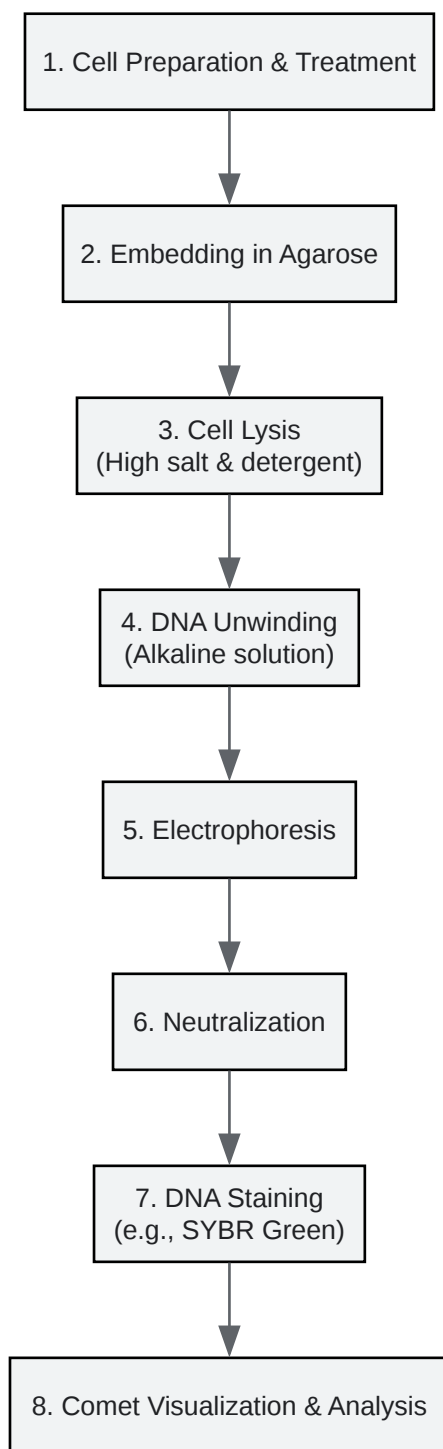 1. Cell Preparation & Treatment
2. Embedding in Agarose
3. Cell Lysis
(High salt & detergent)
4. DNA Unwinding
(Alkaline solution)
5. Electrophoresis
6. Neutralization
7. DNA Staining
(e.g., SYBR Green)
8. Comet Visualization & Analysis